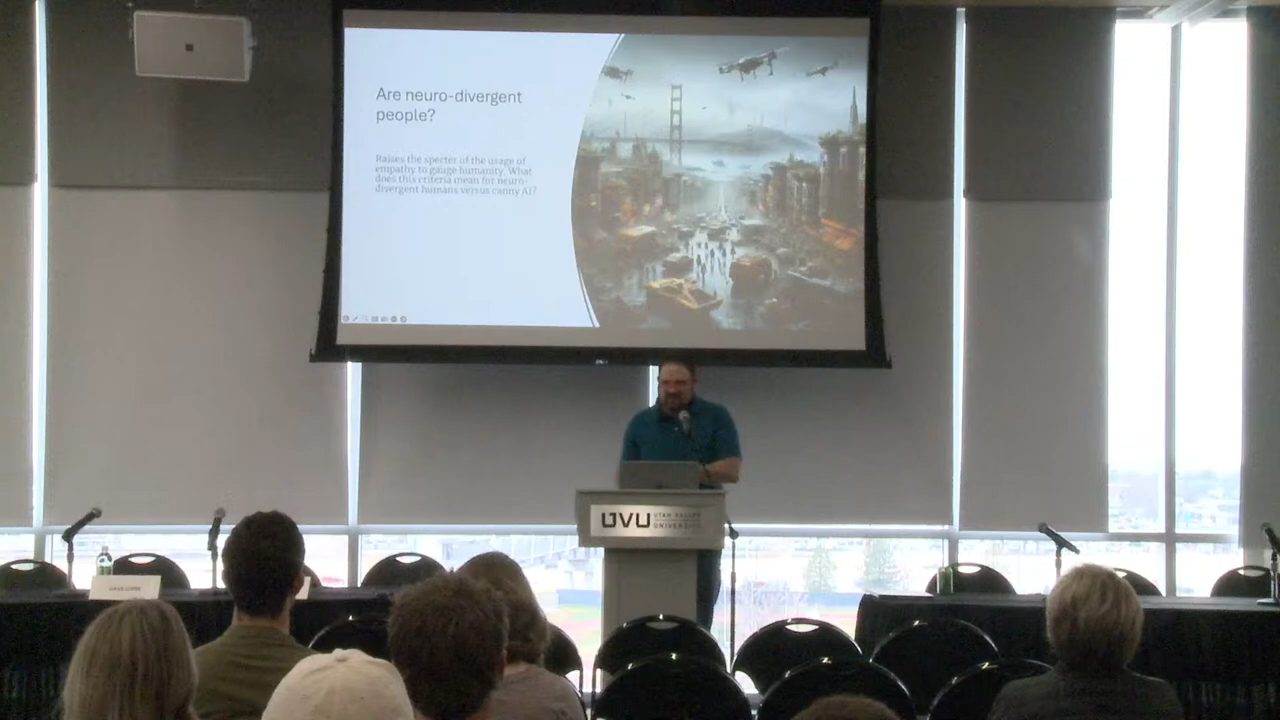 Are neuro-divergent
people?
Raises the specter of the usage of
empathy to gauge humanity. What
does this criteria mean for neuro-
divergent humans versus canny AI?
UVU UTAH VALLEY
UNIVERSITY